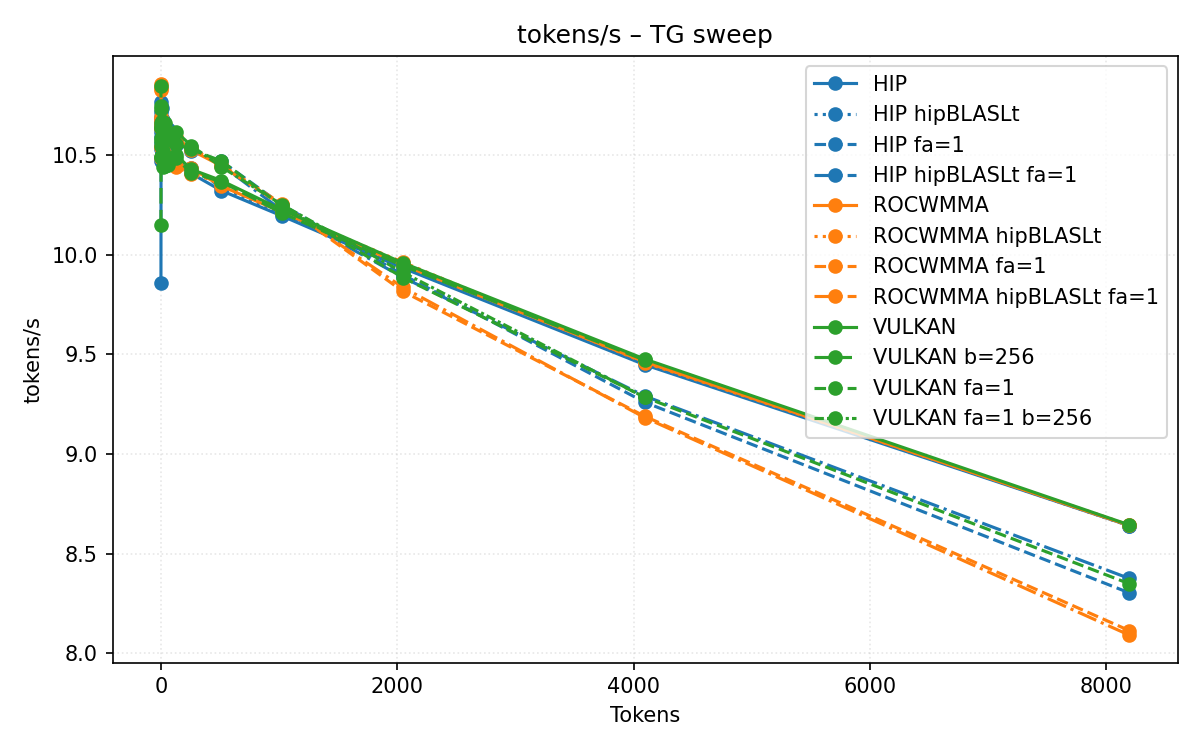 tokens/s – TG sweep
HIP
HIP hipBLASLt
HIP fa=1
HIP hipBLASLt fa=1
ROCWMMA
ROCWMMA hipBLASLt
ROCWMMA fa=1
ROCWMMA hipBLASLt fa=1
VULKAN
VULKAN b=256
VULKAN fa=1
VULKAN fa=1 b=256
tokens/s
10.5
10.0
9.5
9.0
8.5
8.0
0 2000 4000 6000 8000
Tokens